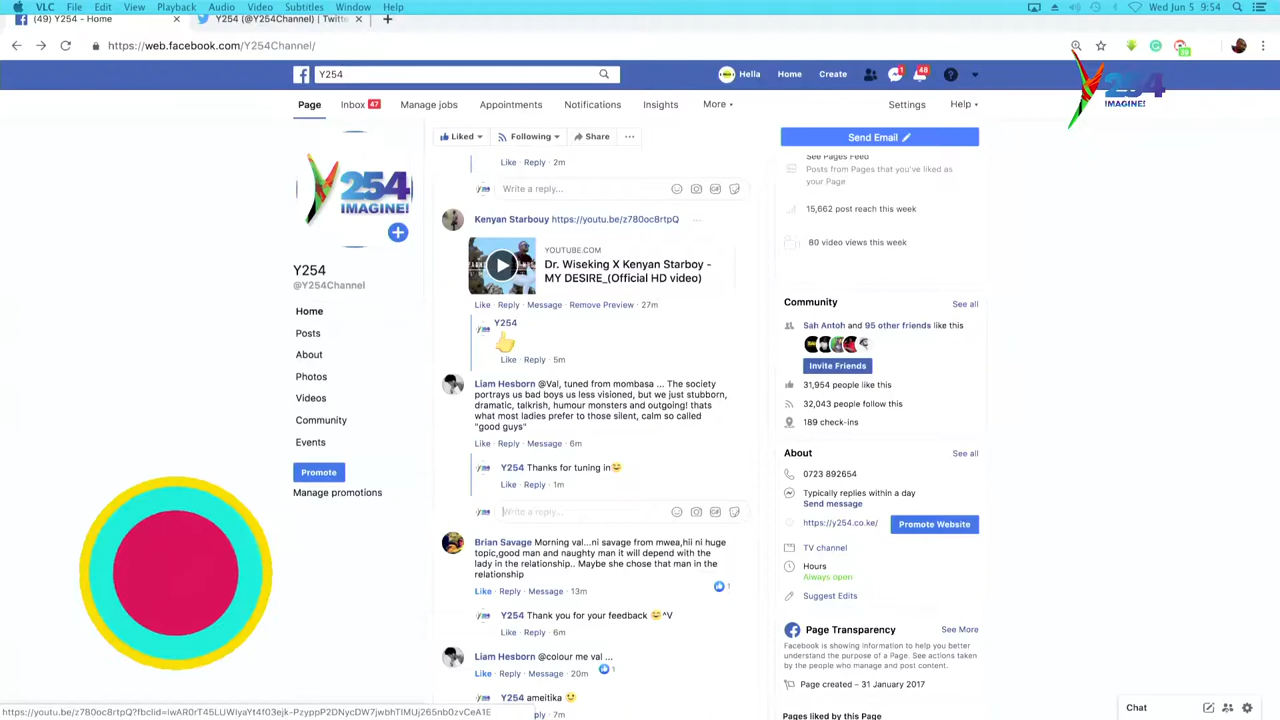 VLC File Edit View Playback Audio Video Subtitles Window Help
Wed Jun 5 9:54
(49) Y254 - Home
Y254 (@Y254Channel) | Twitte
https://web.facebook.com/Y254Channel/
39
Y254
Hella Home Create
1
48
254
IMAGINE!
Page Inbox 47 Manage jobs Appointments Notifications Insights More Settings Help
Liked Following Share
Send Email
254
IMAGINE!
Y254
@Y254Channel
Home
Posts
About
Photos
Videos
Community
Events
Promote
Manage promotions
Like · Reply · 2m
Write a reply...
Kenyan Starbouy https://youtu.be/z780oc8rtpQ
YOUTUBE.COM
Dr. Wiseking X Kenyan Starboy -
MY DESIRE_(Official HD video)
Like · Reply · Message · Remove Preview · 27m
Y254
Like · Reply · 5m
Liam Hesborn @Val, tuned from mombasa ... The society
portrays us bad boys us less visioned, but we just stubborn,
dramatic, talkrish, humour monsters and outgoing! thats
what most ladies prefer to those silent, calm so called
"good guys"
Like · Reply · Message · 6m
Y254 Thanks for tuning in😅
Like · Reply · 1m
Write a reply...
Brian Savage Morning val...ni savage from mwea,hii ni huge
topic,good man and naughty man it will depend with the
lady in the relationship.. Maybe she chose that man in the
relationship
1
Like · Reply · Message · 13m
Y254 Thank you for your feedback 😅 ^V
Like · Reply · 6m
Liam Hesborn @colour me val ...
1
Like · Reply · Message · 20m
Y254 ameitika
Reply · 7m
See Pages Feed
Posts from Pages that you've liked as
your Page
15,662 post reach this week
80 video views this week
Community See all
Sah Antoh and 95 other friends like this
Invite Friends
31,954 people like this
32,043 people follow this
189 check-ins
About See all
0723 892654
Typically replies within a day
Send message
https://y254.co.ke/ Promote Website
TV channel
Hours
Always open
Suggest Edits
Page Transparency See More
Facebook is showing information to help you better
understand the purpose of a Page. See actions taken
by the people who manage and post content.
Page created – 31 January 2017
Pages liked by this Page
Chat